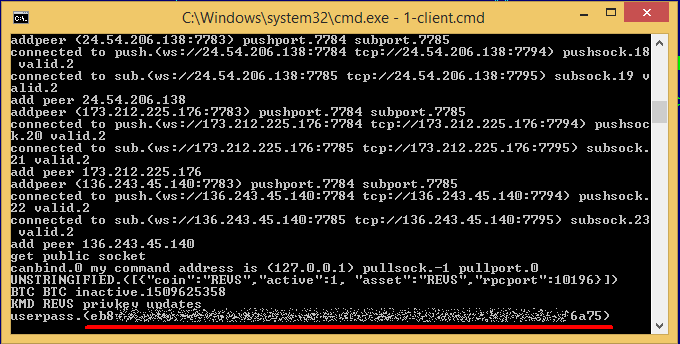 C:\Windows\system32\cmd.exe - 1-client.cmd
addpeer (24.54.206.138:7783) pushport.7784 subport.7785
connected to push.(ws://24.54.206.138:7784 tcp://24.54.206.138:7794) pushsock.18
 valid.2
connected to sub.(ws://24.54.206.138:7785 tcp://24.54.206.138:7795) subsock.19 v
alid.2
add peer 24.54.206.138
addpeer (173.212.225.176:7783) pushport.7784 subport.7785
connected to push.(ws://173.212.225.176:7784 tcp://173.212.225.176:7794) pushsoc
k.20 valid.2
connected to sub.(ws://173.212.225.176:7785 tcp://173.212.225.176:7795) subsock.
21 valid.2
add peer 173.212.225.176
addpeer (136.243.45.140:7783) pushport.7784 subport.7785
connected to push.(ws://136.243.45.140:7784 tcp://136.243.45.140:7794) pushsock.
22 valid.2
connected to sub.(ws://136.243.45.140:7785 tcp://136.243.45.140:7795) subsock.23
 valid.2
add peer 136.243.45.140
get public socket
canbind.0 my command address is (127.0.0.1) pullsock.-1 pullport.0
UNSTRINGIFIED.([{"coin":"REVS","active":1, "asset":"REVS","rpcport":10196}])
BTC BTC inactive.1509625358
KMD REVS privkey updates
userpass.(eb8 f6a75)